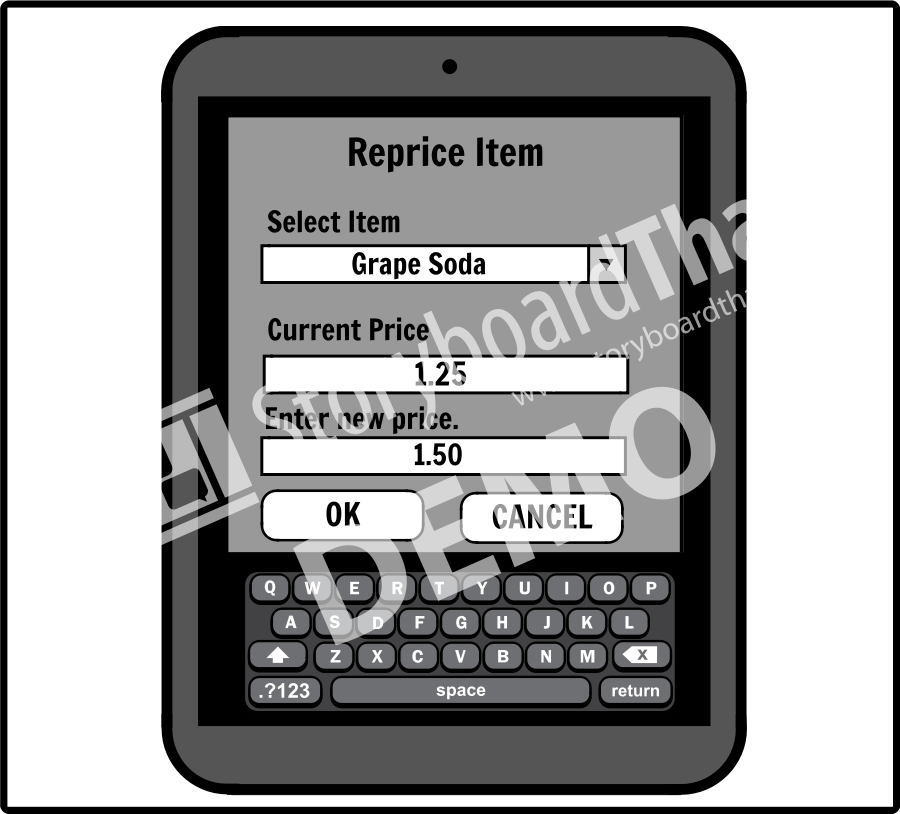 Reprice Item
Select Item
Grape Soda
Current Price
1.25
Enter new price.
1.50
OK CANCEL
StoryboardTha
www.storyboardtha
DEMO
Q W E R T Y U I O P
A S D F G H J K L
Z X C V B N M X
.?123 space return